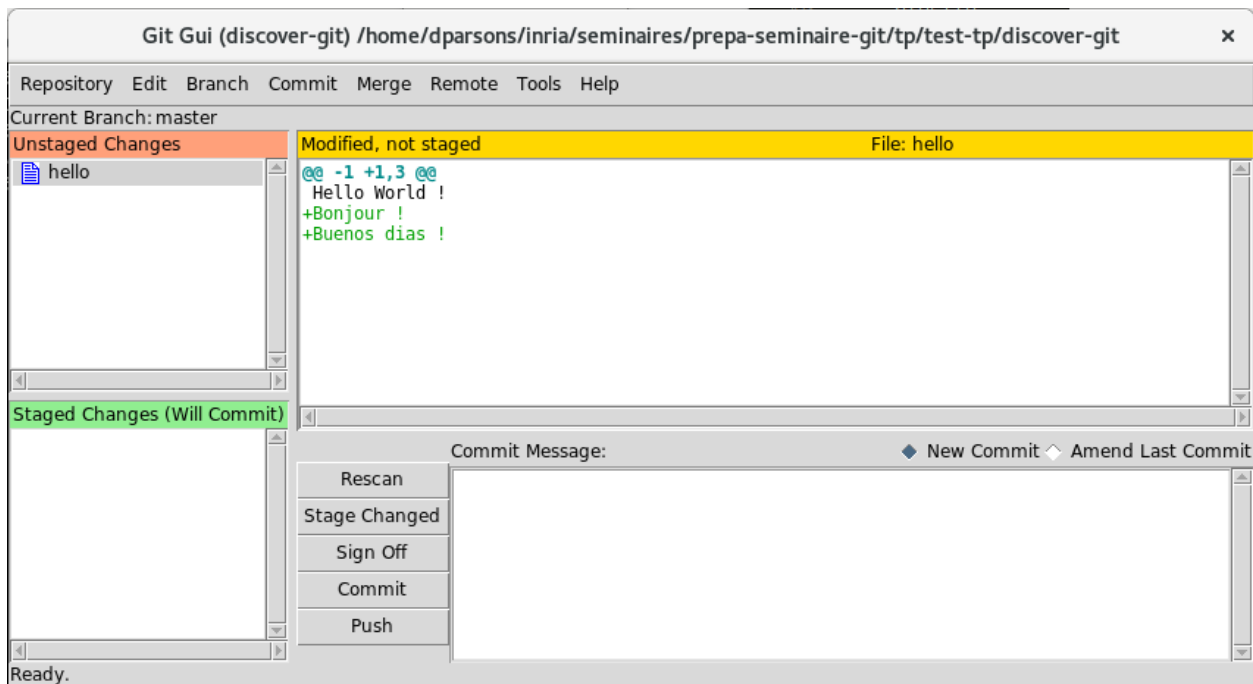 Git Gui (discover-git) /home/dparsons/inria/seminaires/prepa-seminaire-git/tp/test-tp/discover-git ×
Repository Edit Branch Commit Merge Remote Tools Help
Current Branch: master
Unstaged Changes
hello
Modified, not staged File: hello
@@ -1 +1,3 @@
Hello World !
+Bonjour !
+Buenos dias !
Staged Changes (Will Commit)
Commit Message: New Commit Amend Last Commit
Rescan
Stage Changed
Sign Off
Commit
Push
Ready.